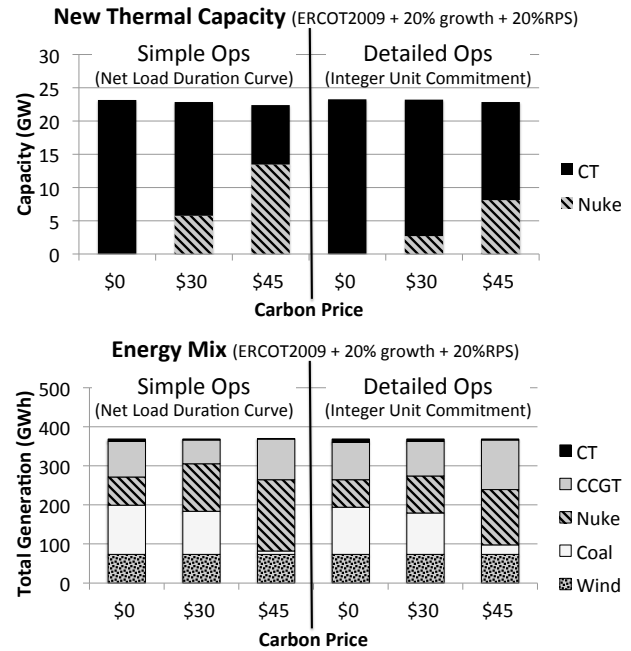 New Thermal Capacity (ERCOT2009 + 20% growth + 20%RPS)
Simple Ops
(Net Load Duration Curve)
Detailed Ops
(Integer Unit Commitment)
Capacity (GW)
30
25
20
15
10
5
0
CT
Nuke
$0 $30 $45 $0 $30 $45
Carbon Price
Energy Mix (ERCOT2009 + 20% growth + 20%RPS)
Simple Ops
(Net Load Duration Curve)
Detailed Ops
(Integer Unit Commitment)
Total Generation (GWh)
500
400
300
200
100
0
CT
CCGT
Nuke
Coal
Wind
$0 $30 $45 $0 $30 $45
Carbon Price